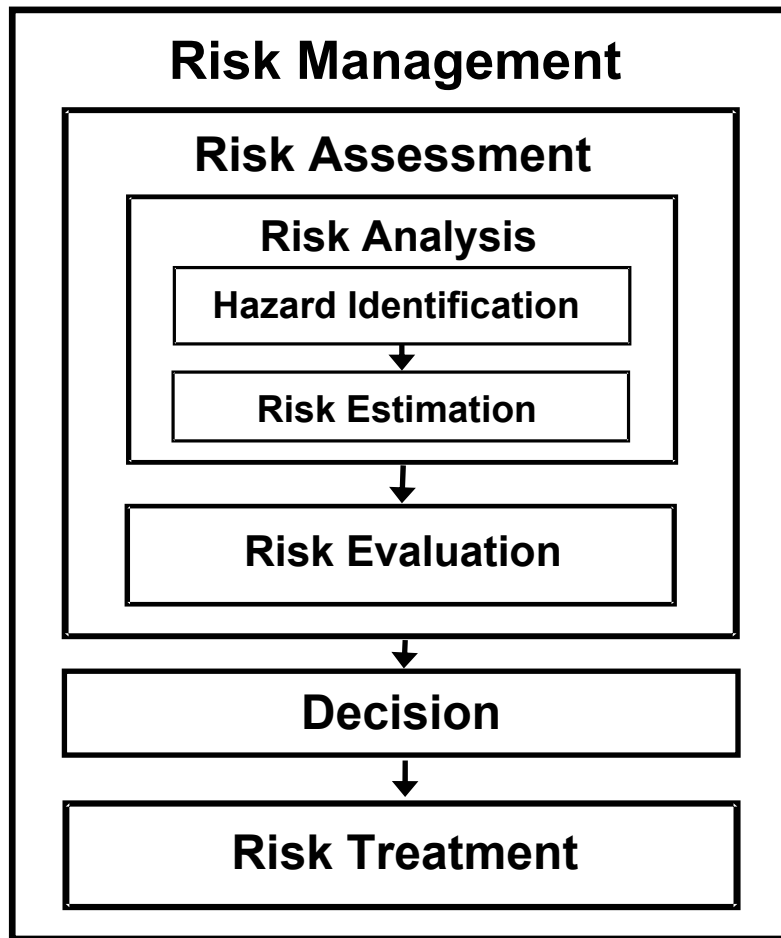 Risk Management
Risk Assessment
Risk Analysis
Hazard Identification
Risk Estimation
Risk Evaluation
Decision
Risk Treatment